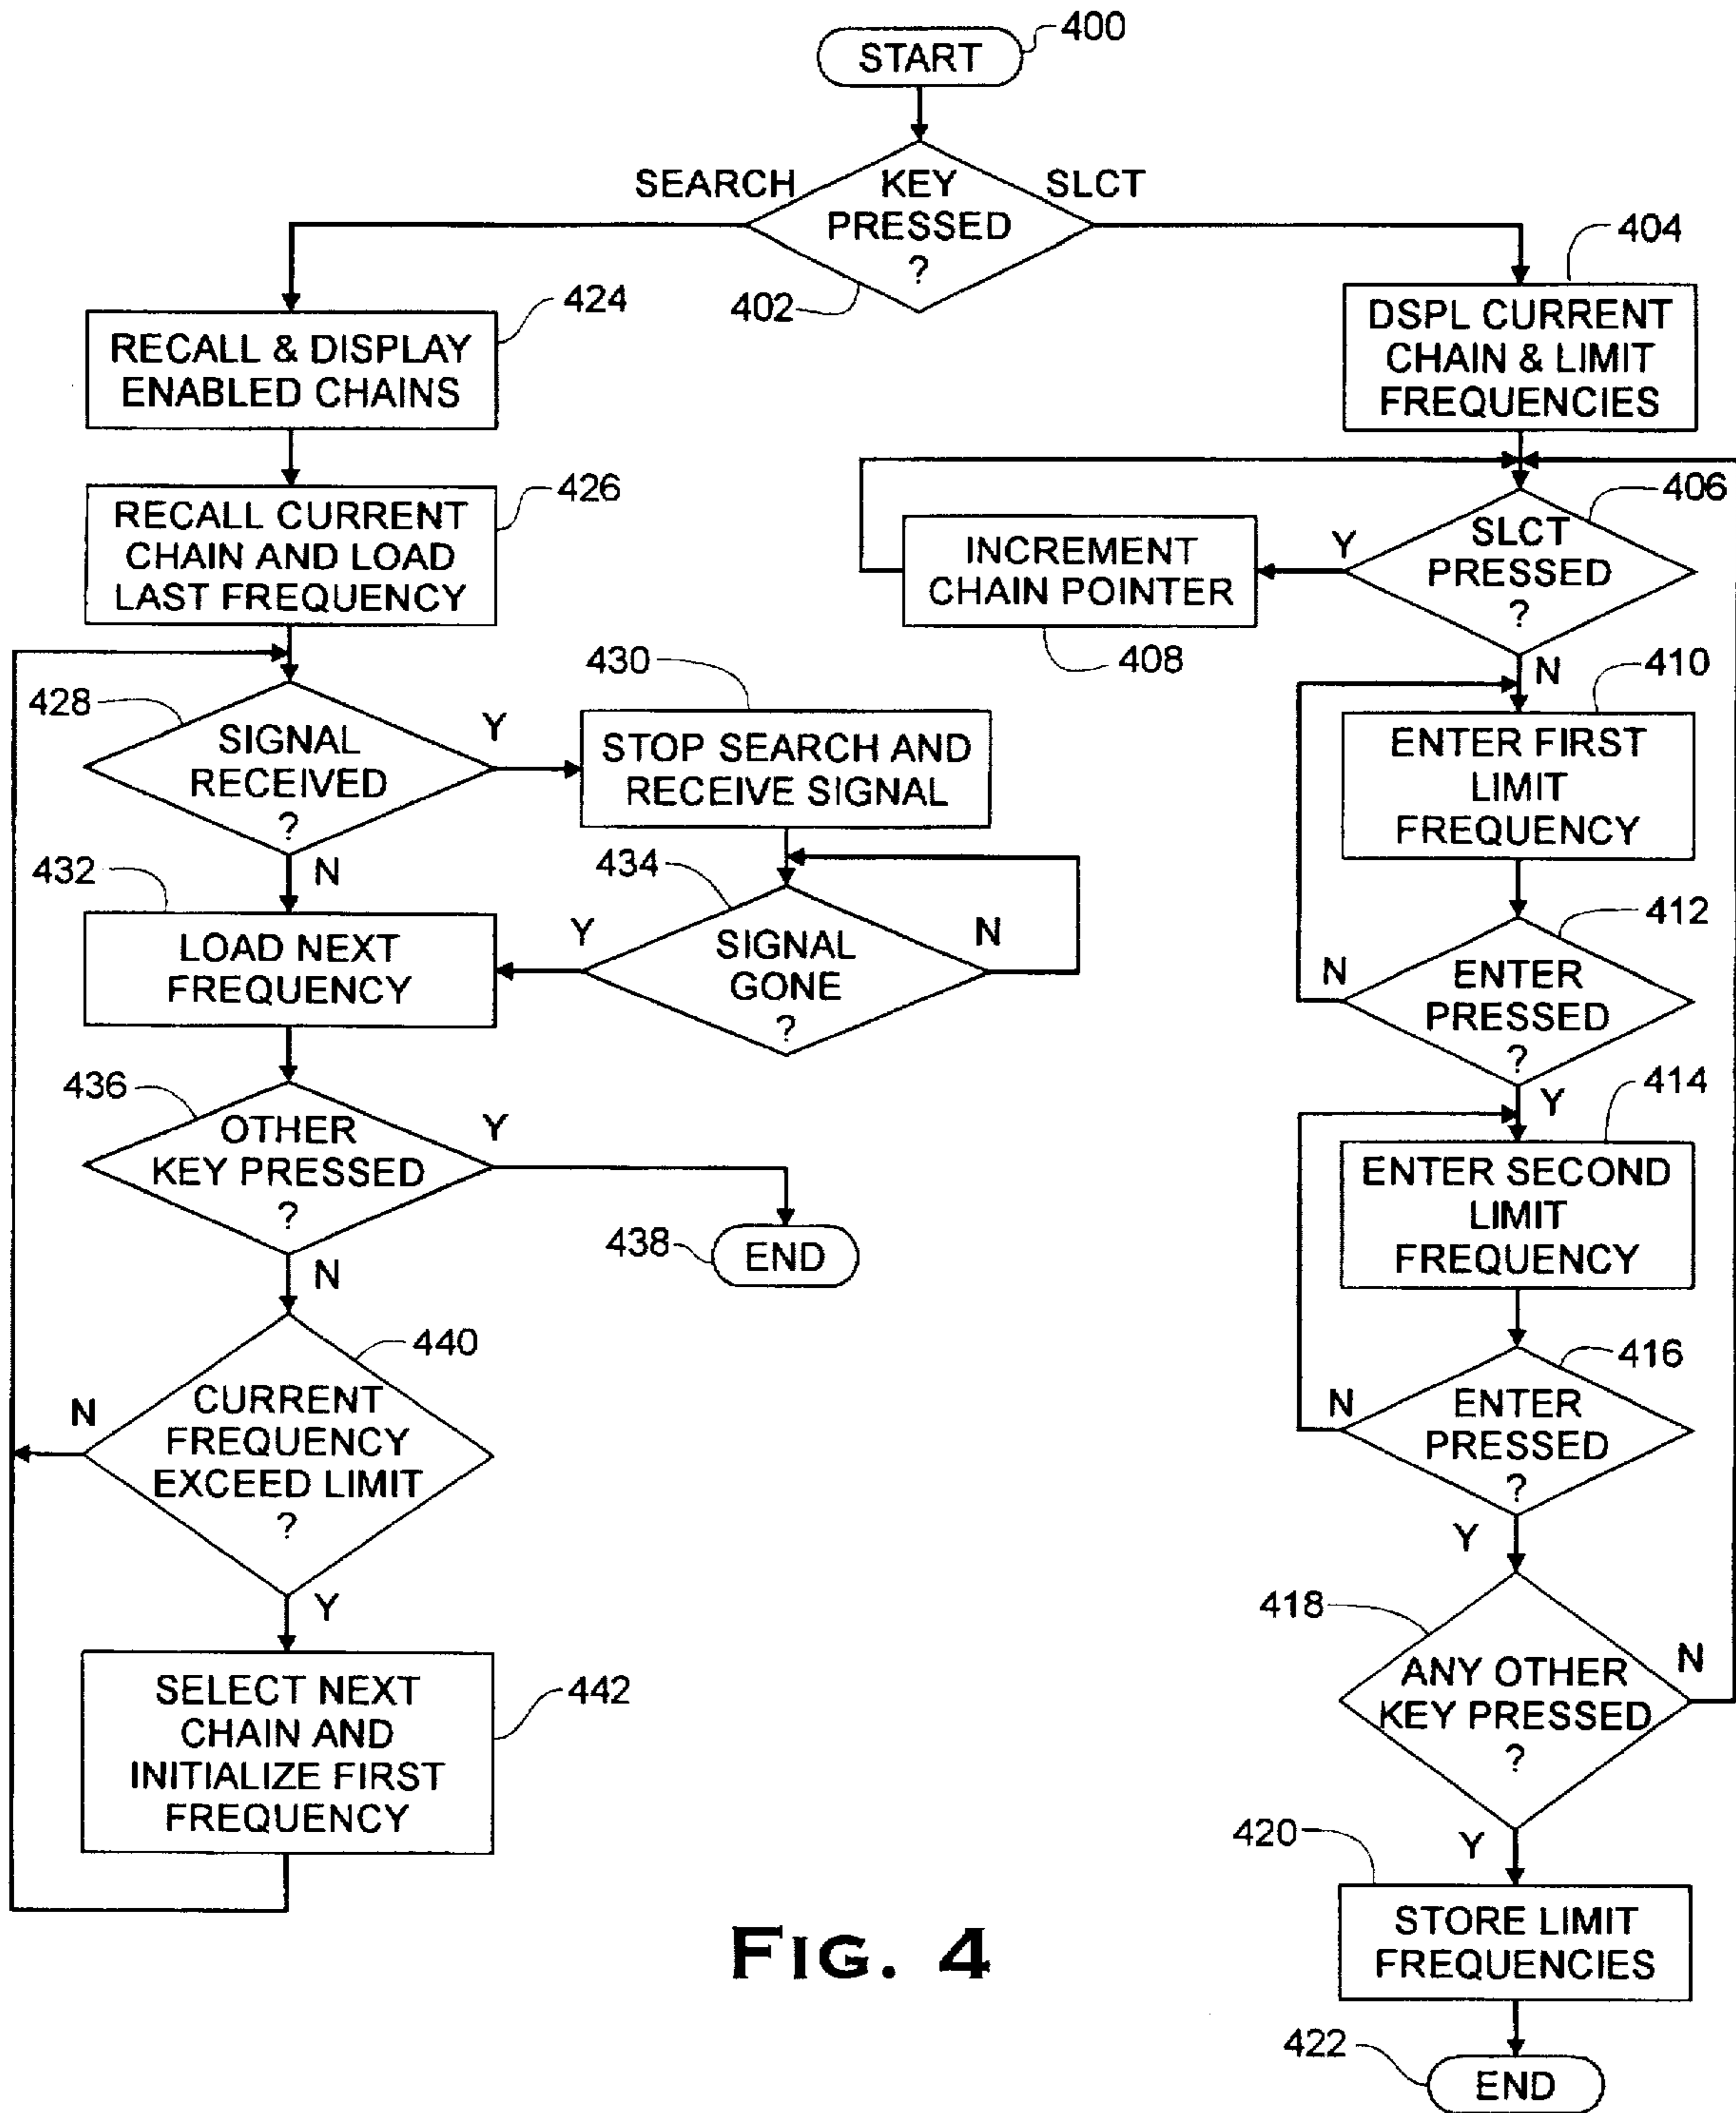 START
400
KEY
PRESSED
?
SEARCH
SLCT
402
404
DSPL CURRENT
CHAIN & LIMIT
FREQUENCIES
424
RECALL & DISPLAY
ENABLED CHAINS
426
RECALL CURRENT
CHAIN AND LOAD
LAST FREQUENCY
406
SLCT
PRESSED
?
Y
N
INCREMENT
CHAIN POINTER
408
428
SIGNAL
RECEIVED
?
Y
N
430
STOP SEARCH AND
RECEIVE SIGNAL
410
ENTER FIRST
LIMIT
FREQUENCY
432
LOAD NEXT
FREQUENCY
434
SIGNAL
GONE
?
Y
N
412
ENTER
PRESSED
?
N
Y
436
OTHER
KEY PRESSED
?
Y
N
438
END
414
ENTER SECOND
LIMIT
FREQUENCY
440
CURRENT
FREQUENCY
EXCEED LIMIT
?
N
Y
416
ENTER
PRESSED
?
N
Y
442
SELECT NEXT
CHAIN AND
INITIALIZE FIRST
FREQUENCY
418
ANY OTHER
KEY PRESSED
?
N
Y
420
STORE LIMIT
FREQUENCIES
422
END
FIG. 4